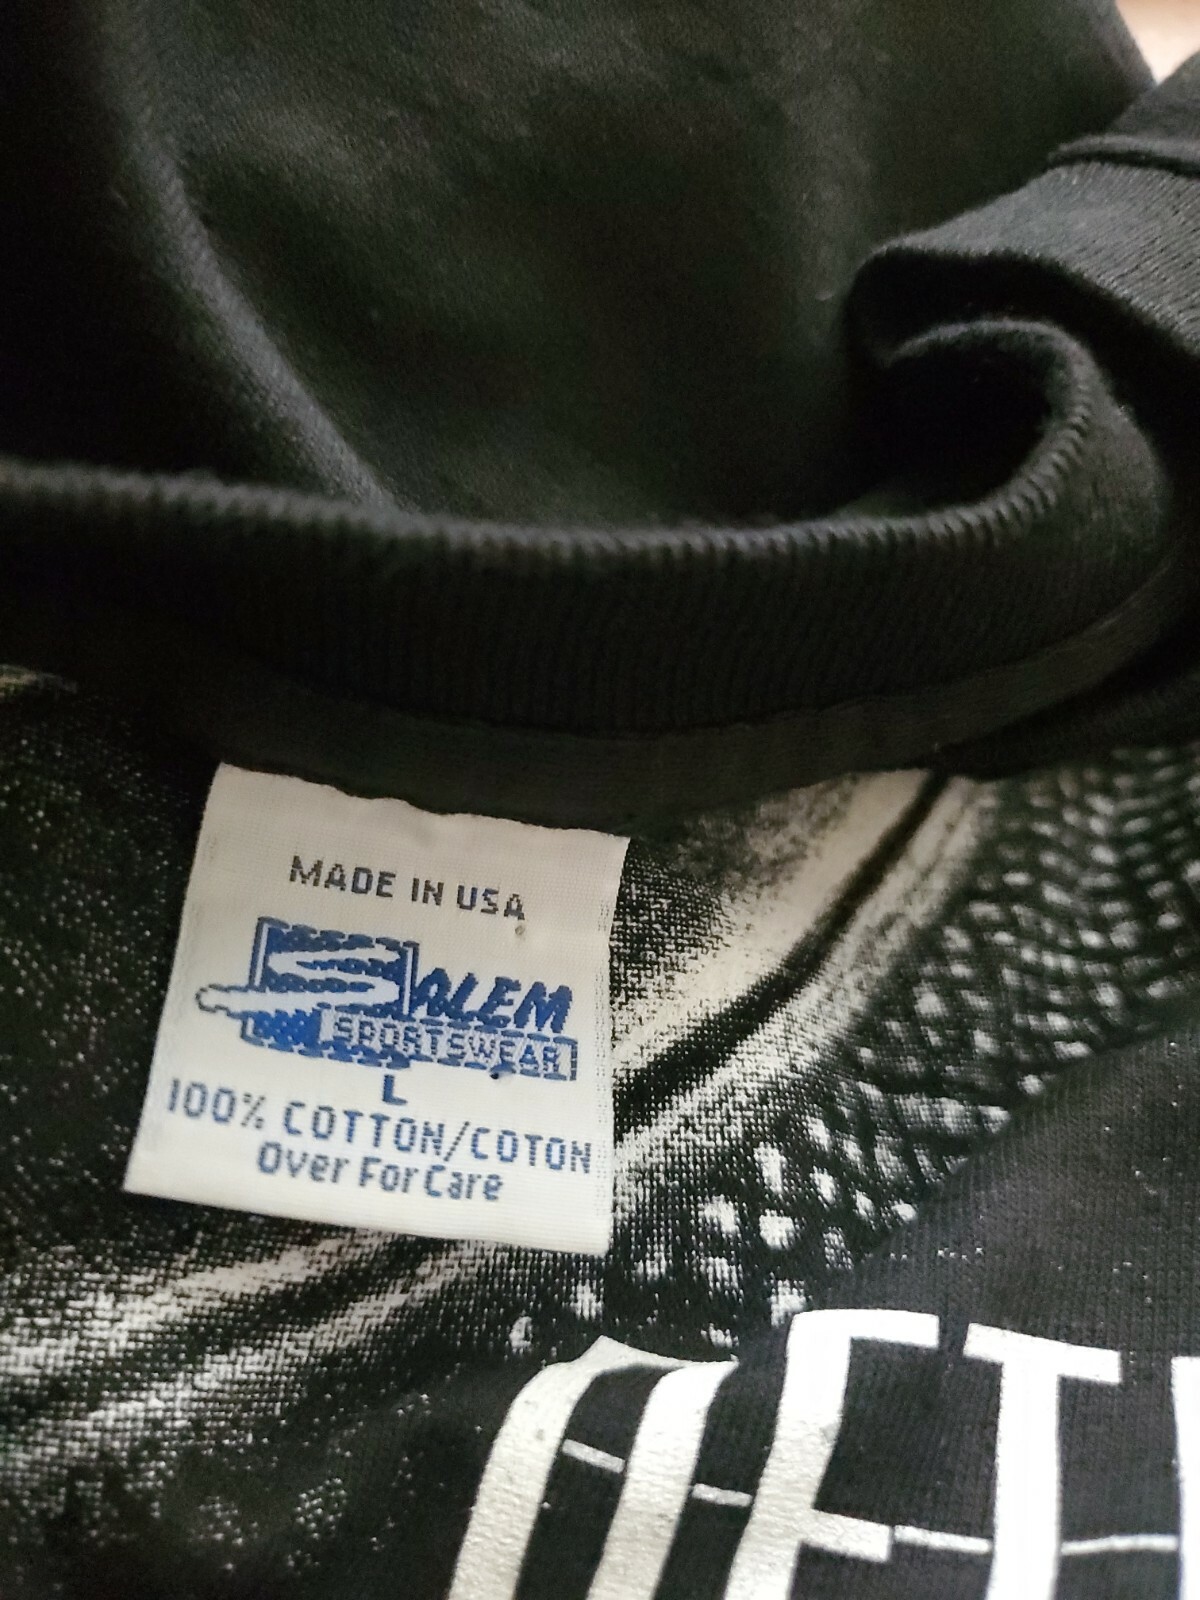 MADE IN USA
SALEM
SPORTSWEAR
L
100% COTTON/COTON
Over For Care